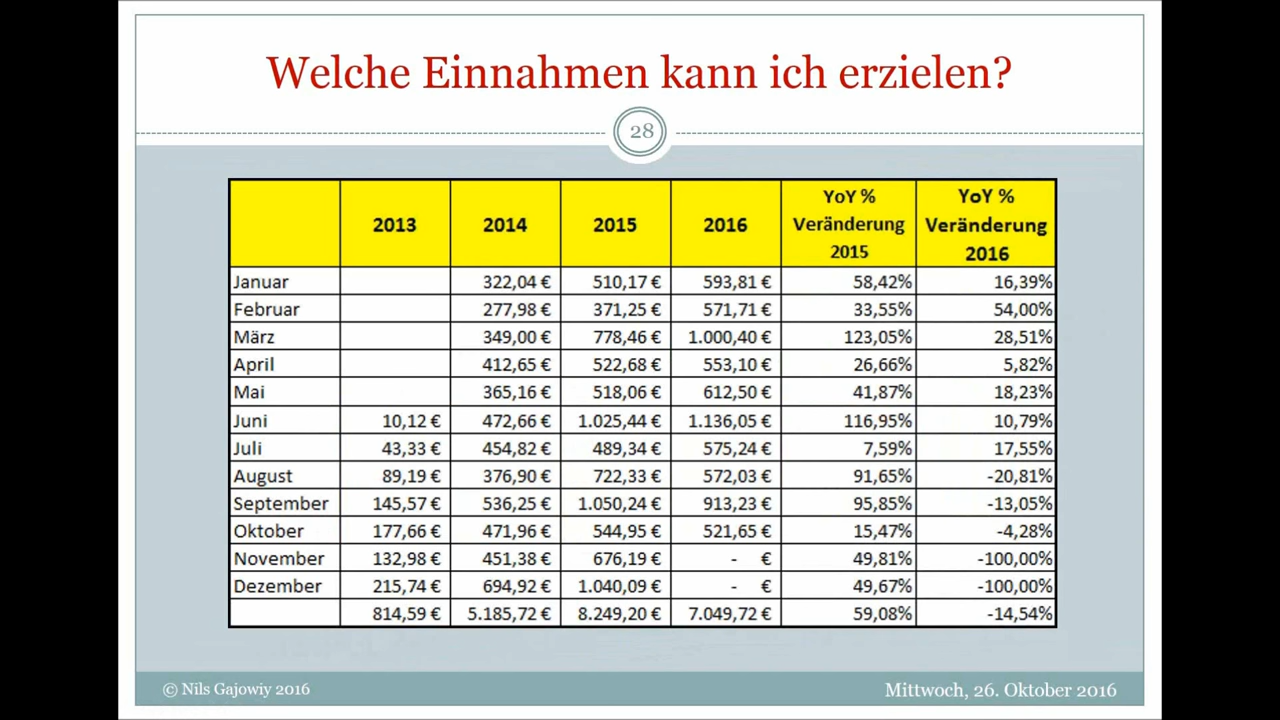 Welche Einnahmen kann ich erzielen?
28
2013 2014 2015 2016 YoY % Veränderung 2015 YoY % Veränderung 2016
Januar 322,04 € 510,17 € 593,81 € 58,42% 16,39%
Februar 277,98 € 371,25 € 571,71 € 33,55% 54,00%
März 349,00 € 778,46 € 1.000,40 € 123,05% 28,51%
April 412,65 € 522,68 € 553,10 € 26,66% 5,82%
Mai 365,16 € 518,06 € 612,50 € 41,87% 18,23%
Juni 10,12 € 472,66 € 1.025,44 € 1.136,05 € 116,95% 10,79%
Juli 43,33 € 454,82 € 489,34 € 575,24 € 7,59% 17,55%
August 89,19 € 376,90 € 722,33 € 572,03 € 91,65% -20,81%
September 145,57 € 536,25 € 1.050,24 € 913,23 € 95,85% -13,05%
Oktober 177,66 € 471,96 € 544,95 € 521,65 € 15,47% -4,28%
November 132,98 € 451,38 € 676,19 € - € 49,81% -100,00%
Dezember 215,74 € 694,92 € 1.040,09 € - € 49,67% -100,00%
814,59 € 5.185,72 € 8.249,20 € 7.049,72 € 59,08% -14,54%
© Nils Gajowiy 2016
Mittwoch, 26. Oktober 2016